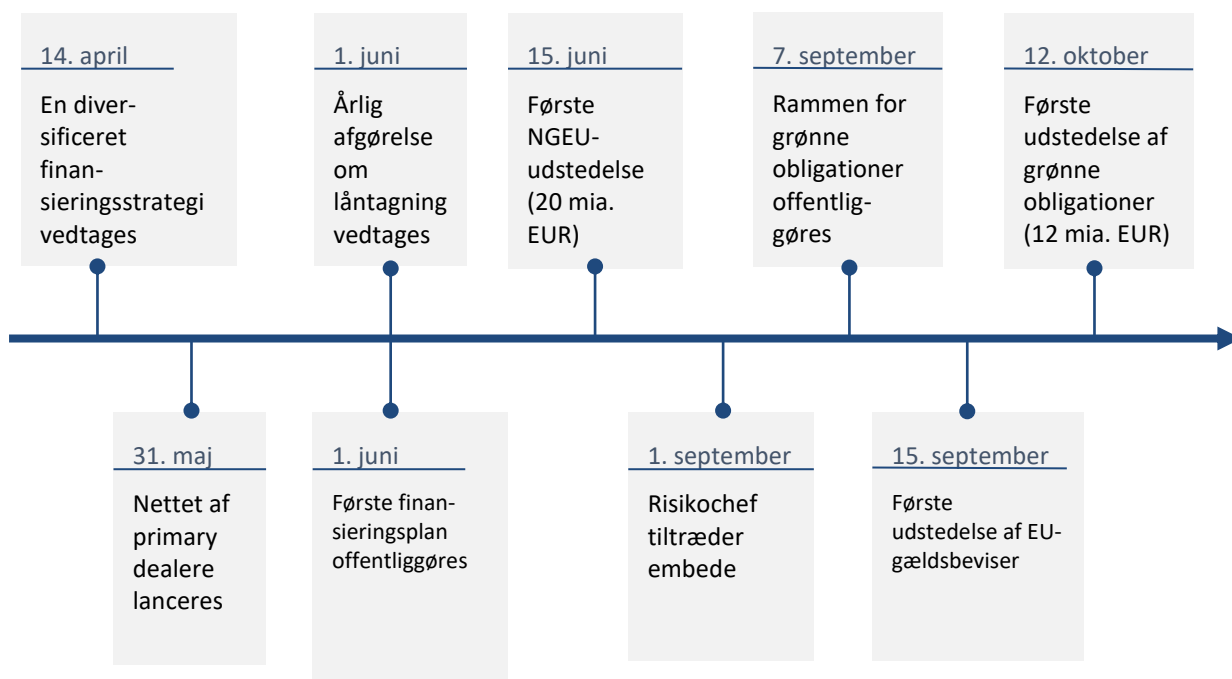 14. april
En diver-
sificeret
finan-
sieringsstrategi
vedtages
1. juni
Årlig
afgørelse
om
låntagning
vedtages
15. juni
Første
NGEU-
udstedelse
(20 mia.
EUR)
7. september
Rammen for
grønne
obligationer
offentlig-
gøres
12. oktober
Første
udstedelse af
grønne
obligationer
(12 mia. EUR)
31. maj
Nettet af
primary
dealere
lanceres
1. juni
Første finan-
sieringsplan
offentliggøres
1. september
Risikochef
tiltræder
embede
15. september
Første
udstedelse af EU-
gældsbeviser